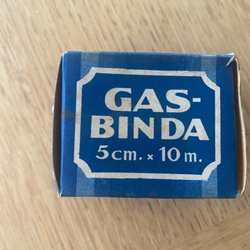 GAS-
BINDA
5cm. × 10 m.